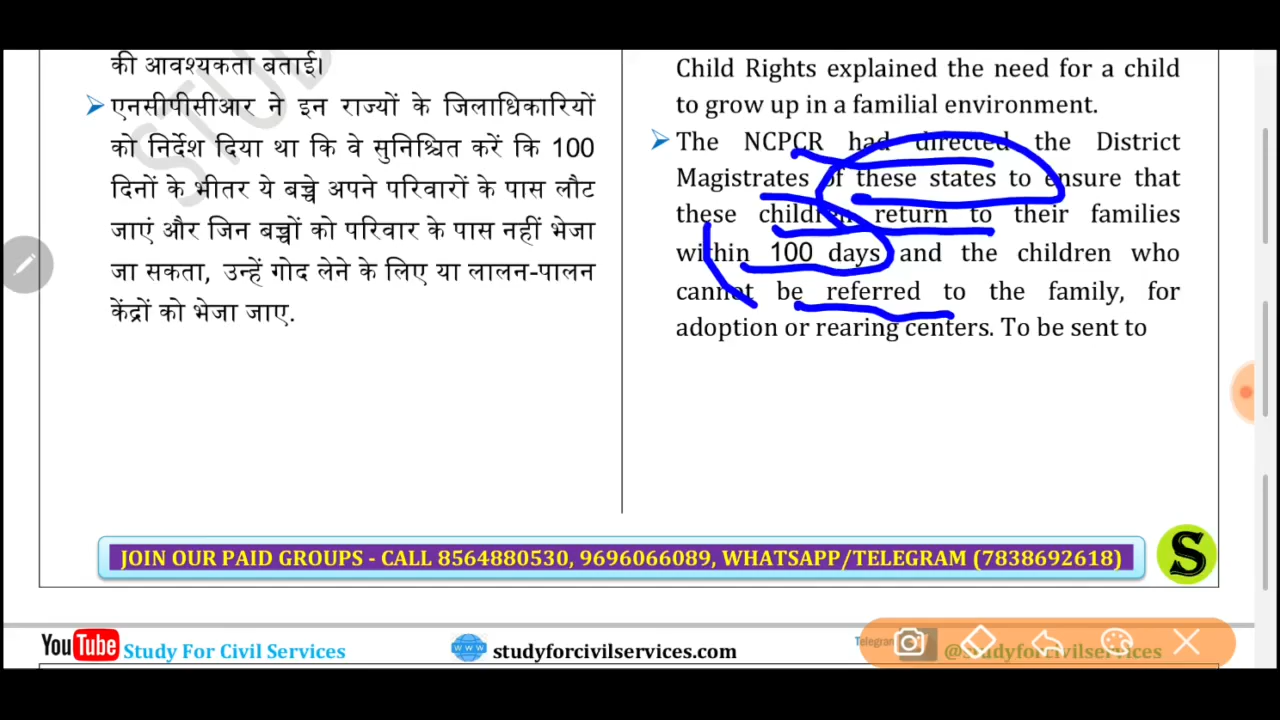 की आवश्यकता बताई।
➤ एनसीपीसीआर ने इन राज्यों के जिलाधिकारियों
को निर्देश दिया था कि वे सुनिश्चित करें कि 100
दिनों के भीतर ये बच्चे अपने परिवारों के पास लौट
जाएं और जिन बच्चों को परिवार के पास नहीं भेजा
जा सकता, उन्हें गोद लेने के लिए या लालन-पालन
केंद्रों को भेजा जाए.
Child Rights explained the need for a child
to grow up in a familial environment.
➤ The NCPCR had directed the District
Magistrates of these states to ensure that
these children return to their families
within 100 days and the children who
cannot be referred to the family, for
adoption or rearing centers. To be sent to
JOIN OUR PAID GROUPS - CALL 8564880530, 9696066089, WHATSAPP/TELEGRAM (7838692618)
S
YouTube Study For Civil Services
WWW studyforcivilservices.com
Telegram @studyforcivilservices